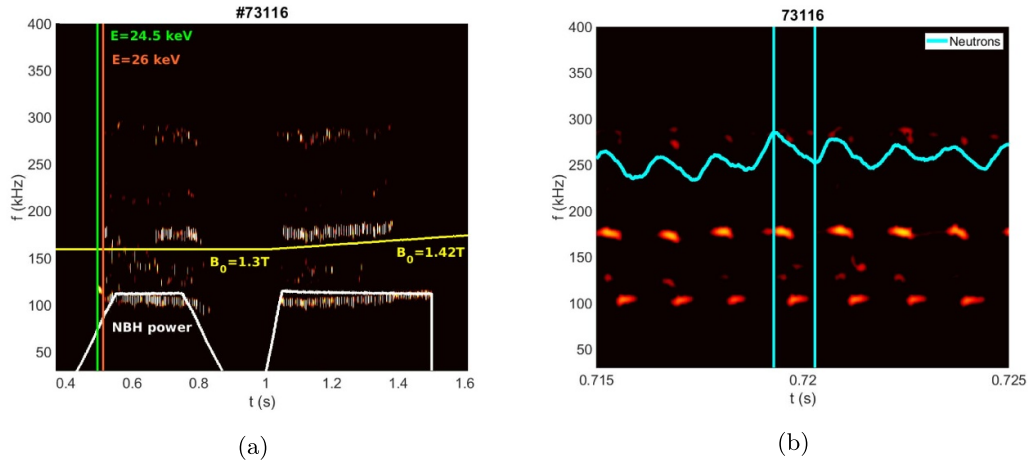 #73116
400
350
300
250
200
150
100
50
f (kHz)
E=24.5 keV
E=26 keV
B0=1.3T
B0=1.42T
NBH power
0.4 0.6 0.8 1 1.2 1.4 1.6
t (s)
(a)
73116
400
350
300
250
200
150
100
50
f (kHz)
Neutrons
0.715 0.72 0.725
t (s)
(b)